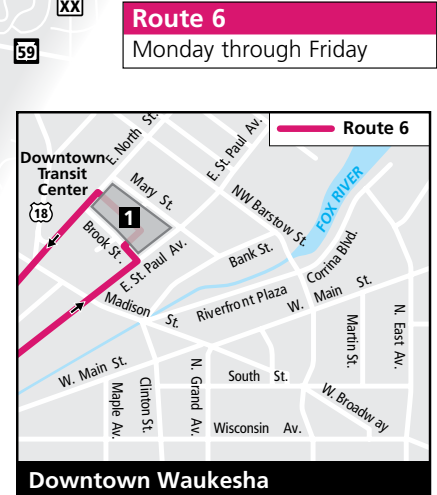 XX
59
Route 6
Monday through Friday
Route 6
E. North St.
E. St. Paul Av.
Downtown
Transit
Center
18
Mary St.
NW Barstow St.
FOX RIVER
1
Brook St.
E. St. Paul Av.
Bank St.
Corrina Blvd.
Madison St.
Riverfront Plaza
W. Main St.
N. East Av.
Martin St.
W. Main St.
N. Grand Av.
South St.
Maple Av.
Clinton St.
W. Broadway
Wisconsin Av.
Downtown Waukesha